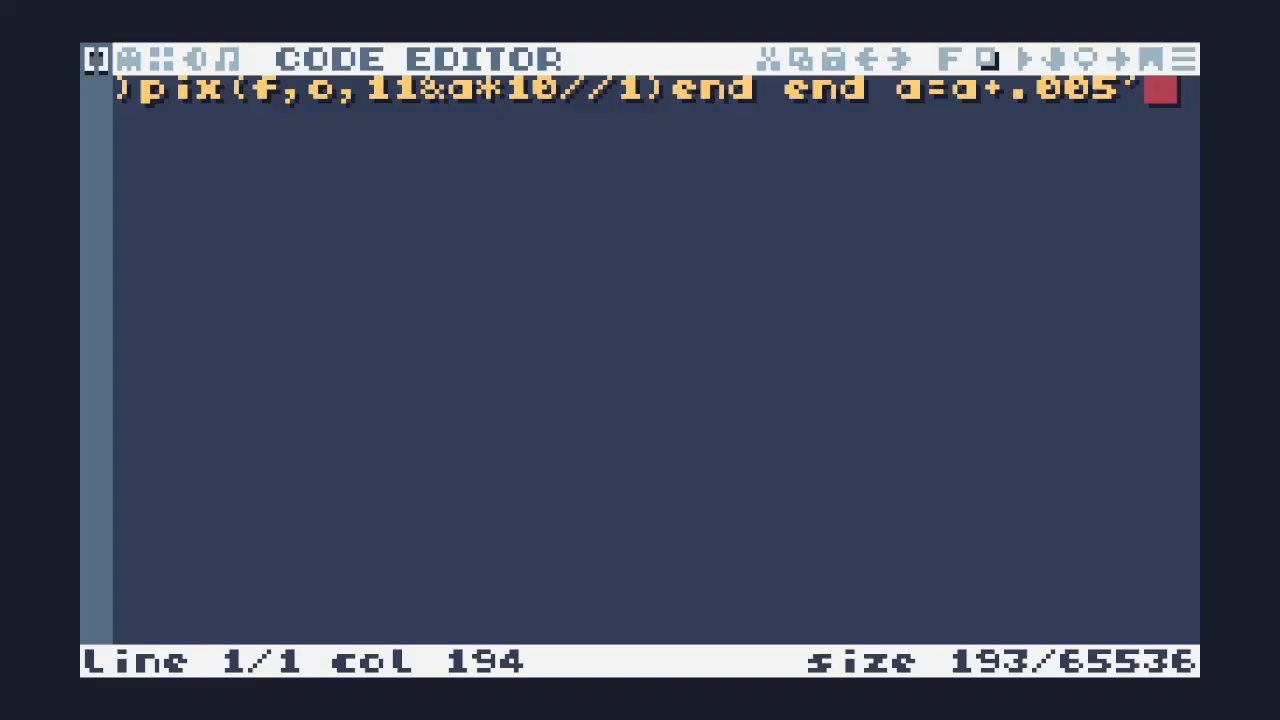 CODE EDITOR
)pix(f,o,11&a*10//1)end end a=a+.005'
line 1/1 col 194
size 193/65536